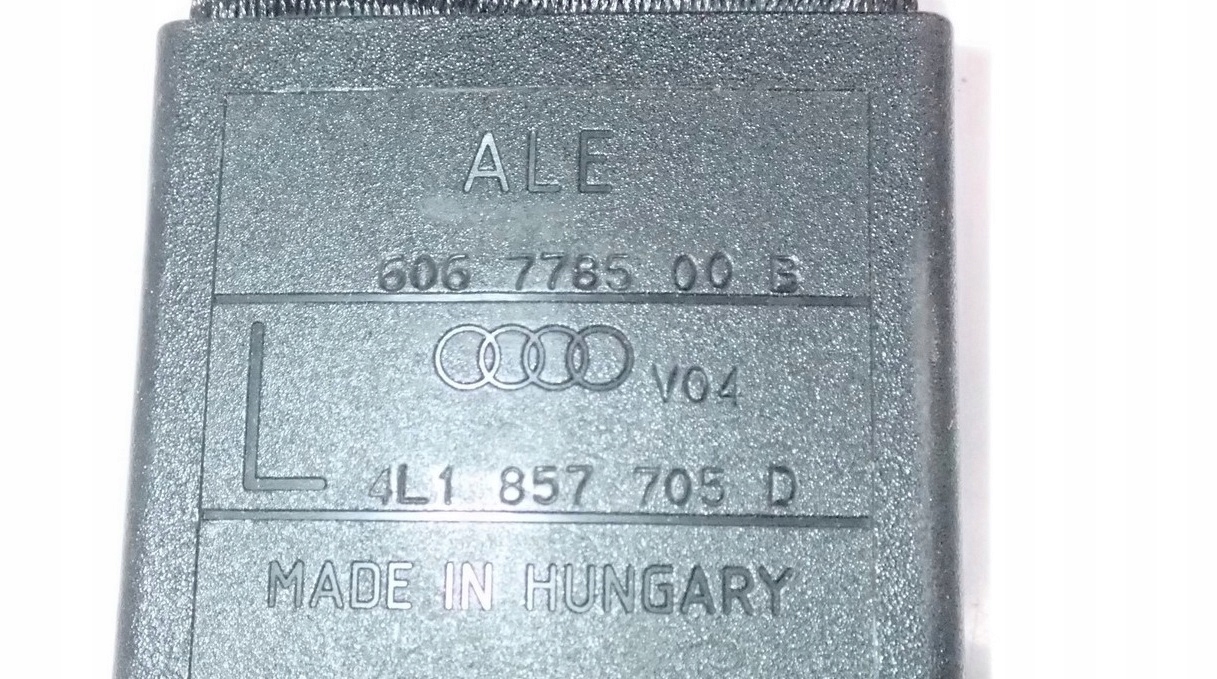 ALE
606 7785 00 B
L
V04
4L1 857 705 D
MADE IN HUNGARY